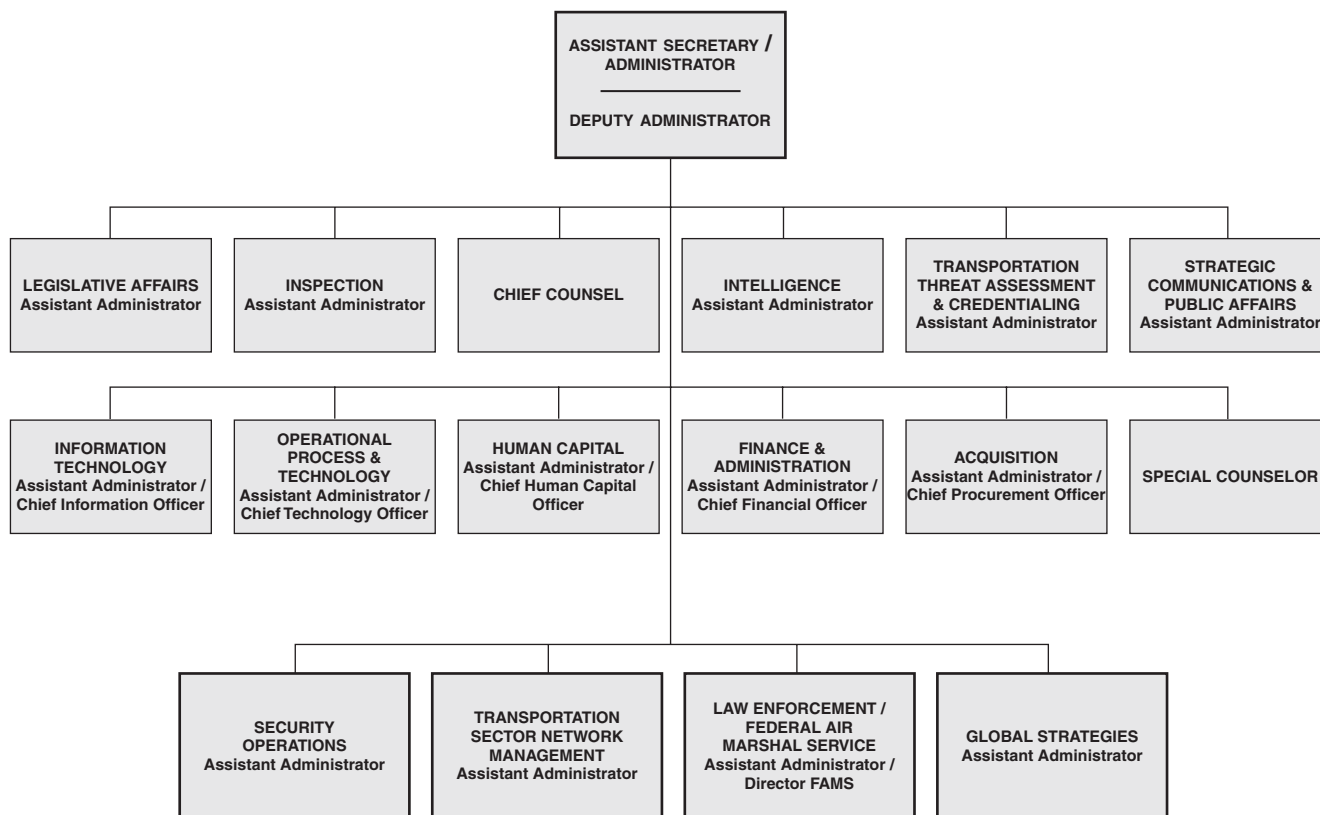 ASSISTANT SECRETARY /
ADMINISTRATOR
DEPUTY ADMINISTRATOR
LEGISLATIVE AFFAIRS
Assistant Administrator
INSPECTION
Assistant Administrator
CHIEF COUNSEL
INTELLIGENCE
Assistant Administrator
TRANSPORTATION
THREAT ASSESSMENT
& CREDENTIALING
Assistant Administrator
STRATEGIC
COMMUNICATIONS &
PUBLIC AFFAIRS
Assistant Administrator
INFORMATION
TECHNOLOGY
Assistant Administrator /
Chief Information Officer
OPERATIONAL
PROCESS &
TECHNOLOGY
Assistant Administrator /
Chief Technology Officer
HUMAN CAPITAL
Assistant Administrator /
Chief Human Capital
Officer
FINANCE &
ADMINISTRATION
Assistant Administrator /
Chief Financial Officer
ACQUISITION
Assistant Administrator /
Chief Procurement Officer
SPECIAL COUNSELOR
SECURITY
OPERATIONS
Assistant Administrator
TRANSPORTATION
SECTOR NETWORK
MANAGEMENT
Assistant Administrator
LAW ENFORCEMENT /
FEDERAL AIR
MARSHAL SERVICE
Assistant Administrator /
Director FAMS
GLOBAL STRATEGIES
Assistant Administrator